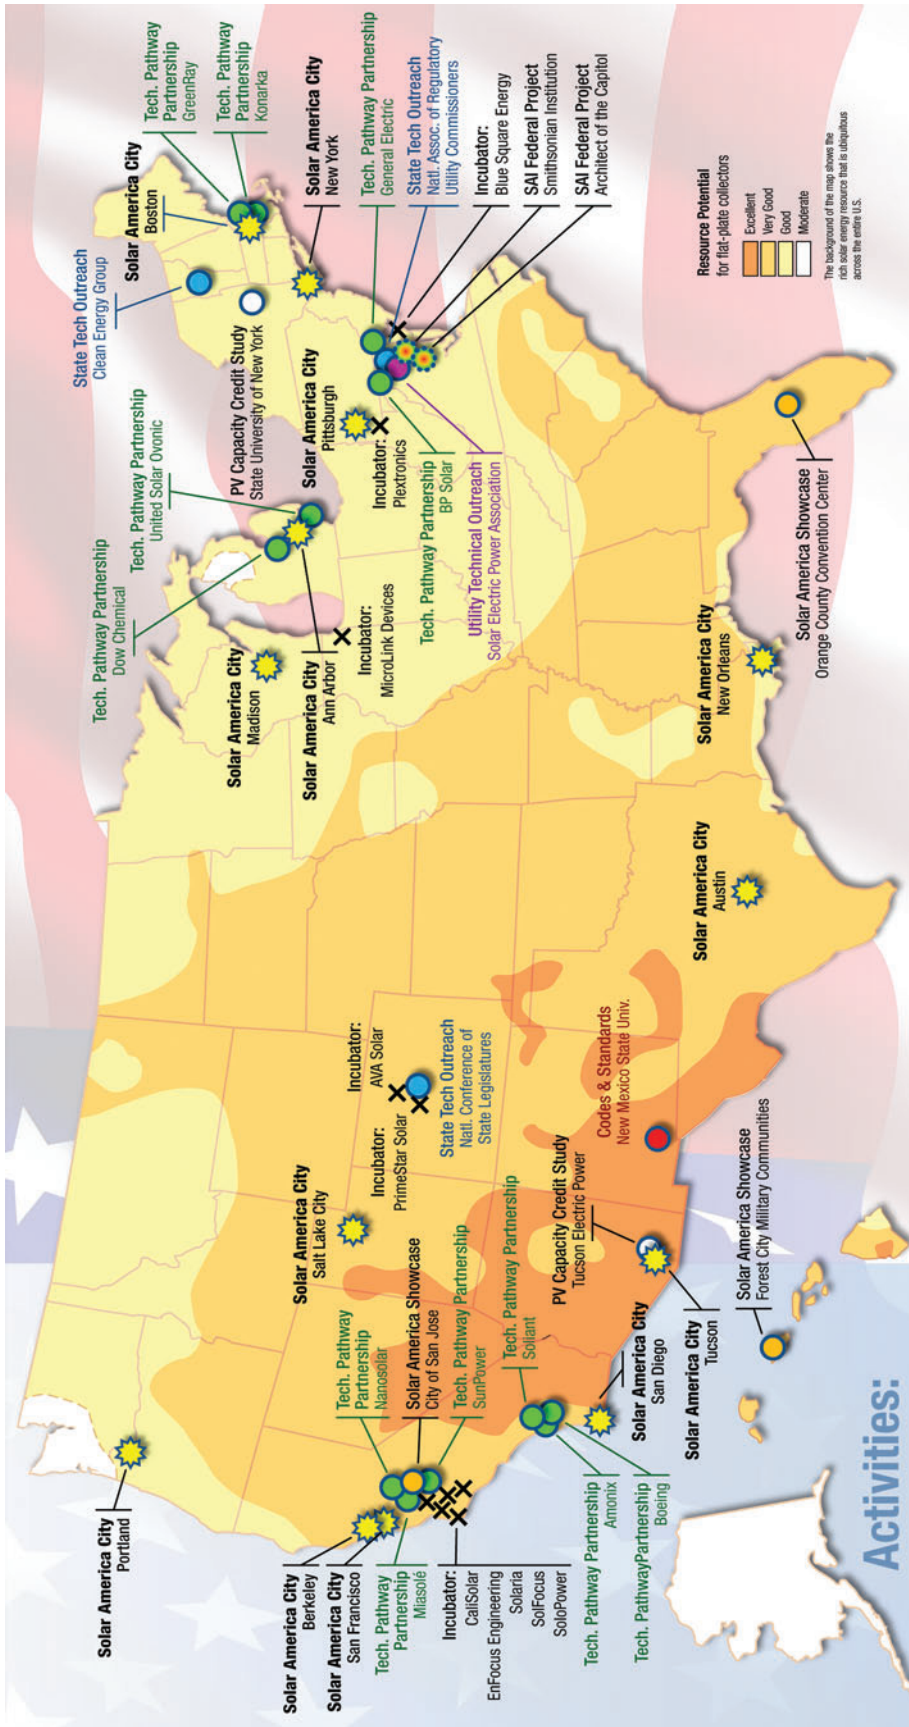 Solar America City
Portland
Solar America City
Berkeley
Solar America City
San Francisco
Tech. Pathway
Partnership
Miasolé
Incubator:
CaliSolar
EnFocus Engineering
Solaria
SolFocus
SoloPower
Tech. Pathway Partnership
Amonix
Tech. PathwayPartnership
Boeing
Activities:
Tech. Pathway
Partnership
Nanosolar
Solar America Showcase
City of San Jose
Tech. Pathway Partnership
SunPower
Tech. Pathway Partnership
Soliant
Solar America City
San Diego
Solar America City
Tucson
PV Capacity Credit Study
Tucson Electric Power
Solar America Showcase
Forest City Military Communities
Solar America City
Salt Lake City
Incubator:
PrimeStar Solar
Incubator:
AVA Solar
State Tech Outreach
Natl. Conference of
State Legislatures
Codes & Standards
New Mexico State Univ.
Solar America City
Austin
Solar America City
New Orleans
Solar America Showcase
Orange County Convention Center
Tech. Pathway Partnership
Dow Chemical
Tech. Pathway Partnership
United Solar Ovonic
Solar America City
Madison
Solar America City
Ann Arbor
Incubator:
MicroLink Devices
State Tech Outreach
Clean Energy Group
PV Capacity Credit Study
State University of New York
Solar America City
Pittsburgh
Incubator:
Plextronics
Tech. Pathway Partnership
BP Solar
Utility Technical Outreach
Solar Electric Power Association
Solar America City
Boston
Tech. Pathway
Partnership
GreenRay
Tech. Pathway
Partnership
Konarka
Solar America City
New York
Tech. Pathway Partnership
General Electric
State Tech Outreach
Natl. Assoc. of Regulatory
Utility Commissioners
Incubator:
Blue Square Energy
SAI Federal Project
Smithsonian Institution
SAI Federal Project
Architect of the Capitol
Resource Potential
for flat-plate collectors
Excellent
Very Good
Good
Moderate
The background of the map shows the
rich solar energy resource that is ubiquitous
across the entire U.S.